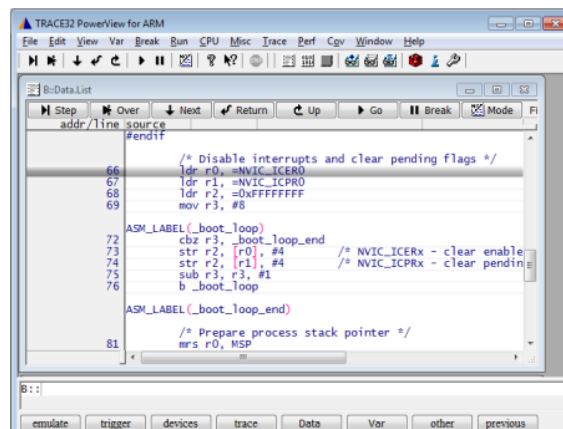 TRACE32 PowerView for ARM
File Edit View Var Break Run CPU Misc Trace Perf Cov Window Help
B::Data.List
Step Over Next Return Up Go Break Mode Fi
addr/line source
#endif
/* Disable interrupts and clear pending flags */
66 ldr r0, =NVIC_ICER0
67 ldr r1, =NVIC_ICPR0
68 ldr r2, =0xFFFFFFFF
69 mov r3, #8
ASM_LABEL(_boot_loop)
72 cbz r3, _boot_loop_end
73 str r2, [r0], #4 /* NVIC_ICERx - clear enable
74 str r2, [r1], #4 /* NVIC_ICPRx - clear pendin
75 sub r3, r3, #1
76 b _boot_loop
ASM_LABEL(_boot_loop_end)
/* Prepare process stack pointer */
81 mrs r0, MSP
B::
emulate trigger devices trace Data Var other previous